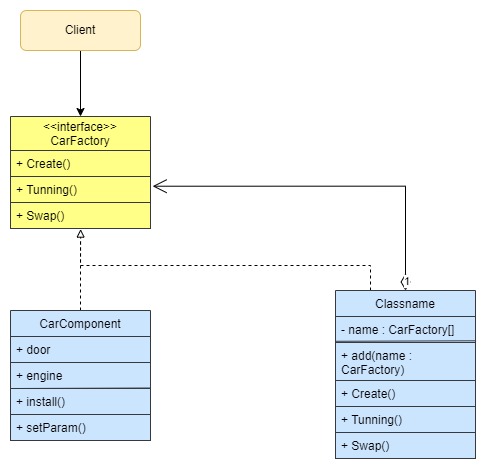 Client
<<interface>>
CarFactory
+ Create()
+ Tunning()
+ Swap()
1
CarComponent
+ door
+ engine
+ install()
+ setParam()
Classname
- name : CarFactory[]
+ add(name :
CarFactory)
+ Create()
+ Tunning()
+ Swap()